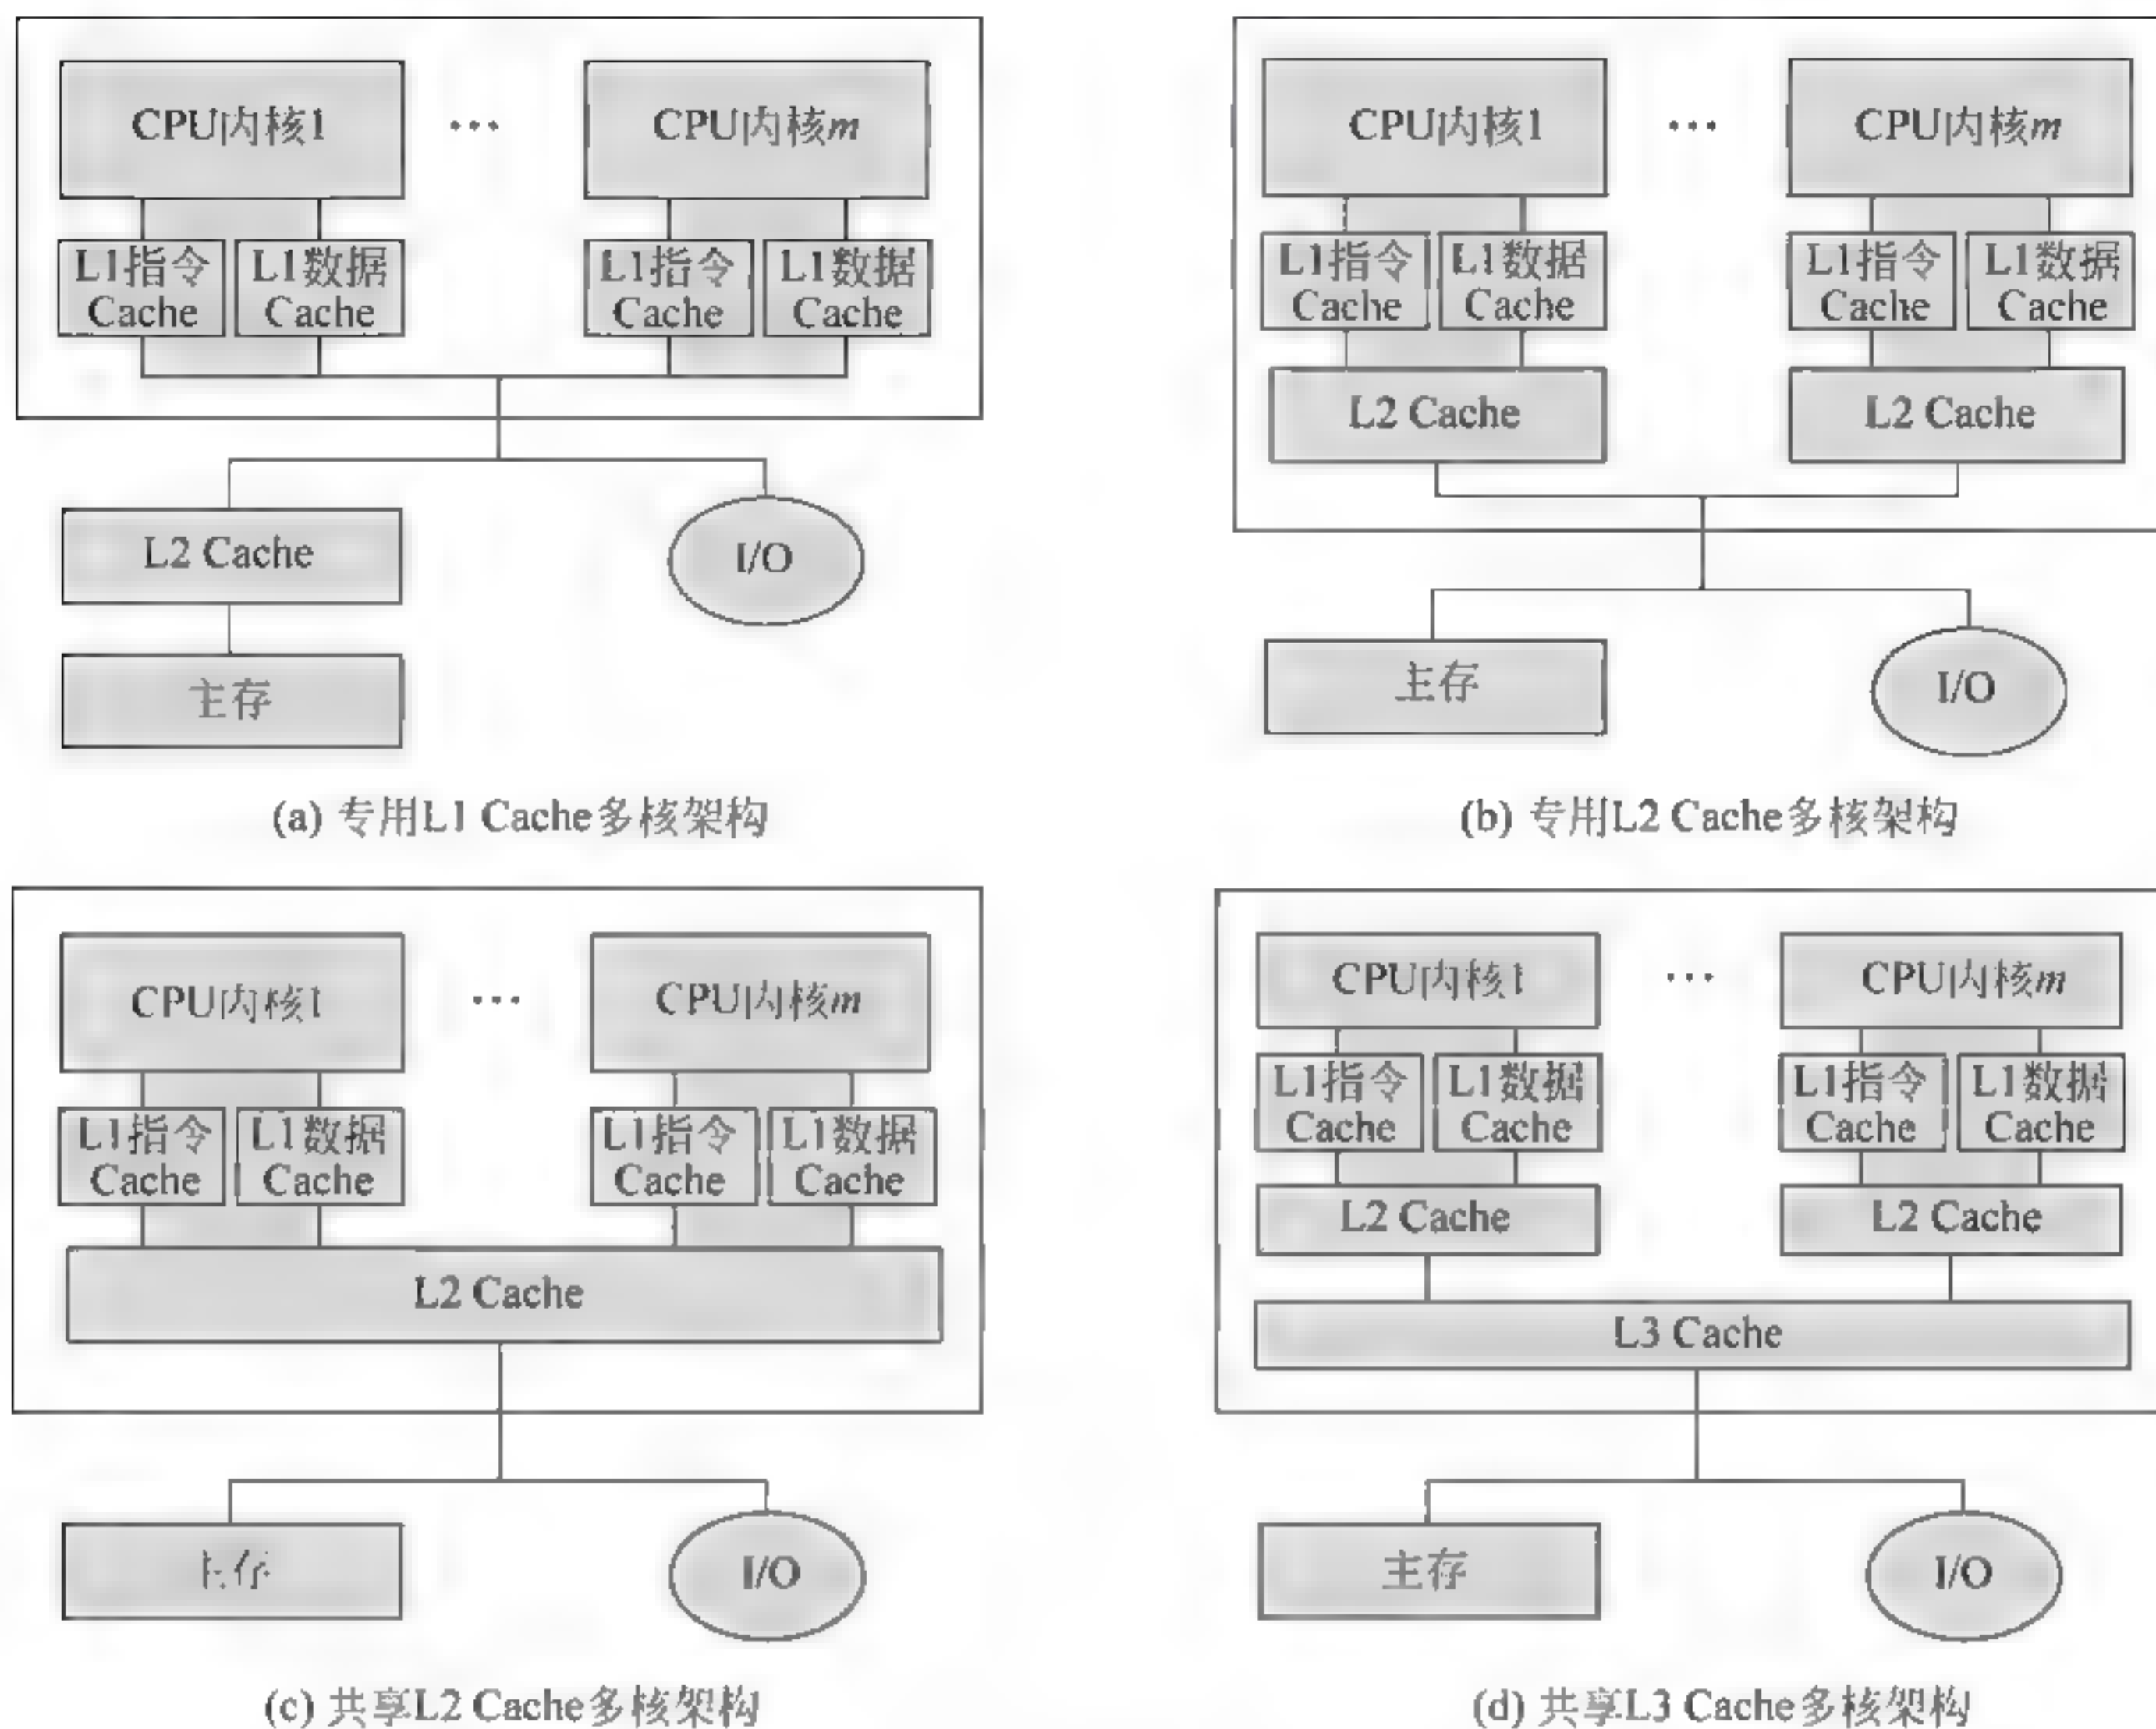 CPU内核1 ··· CPU内核m
L1指令 L1数据 L1指令 L1数据
Cache Cache Cache Cache
L2 Cache
I/O
主存
(a) 专用L1 Cache多核架构
CPU内核1 ··· CPU内核m
L1指令 L1数据 L1指令 L1数据
Cache Cache Cache Cache
L2 Cache L2 Cache
主存
I/O
(b) 专用L2 Cache多核架构
CPU内核1 ··· CPU内核m
L1指令 L1数据 L1指令 L1数据
Cache Cache Cache Cache
L2 Cache
主存
I/O
(c) 共享L2 Cache多核架构
CPU内核1 ··· CPU内核m
L1指令 L1数据 L1指令 L1数据
Cache Cache Cache Cache
L2 Cache L2 Cache
L3 Cache
主存
I/O
(d) 共享L3 Cache多核架构